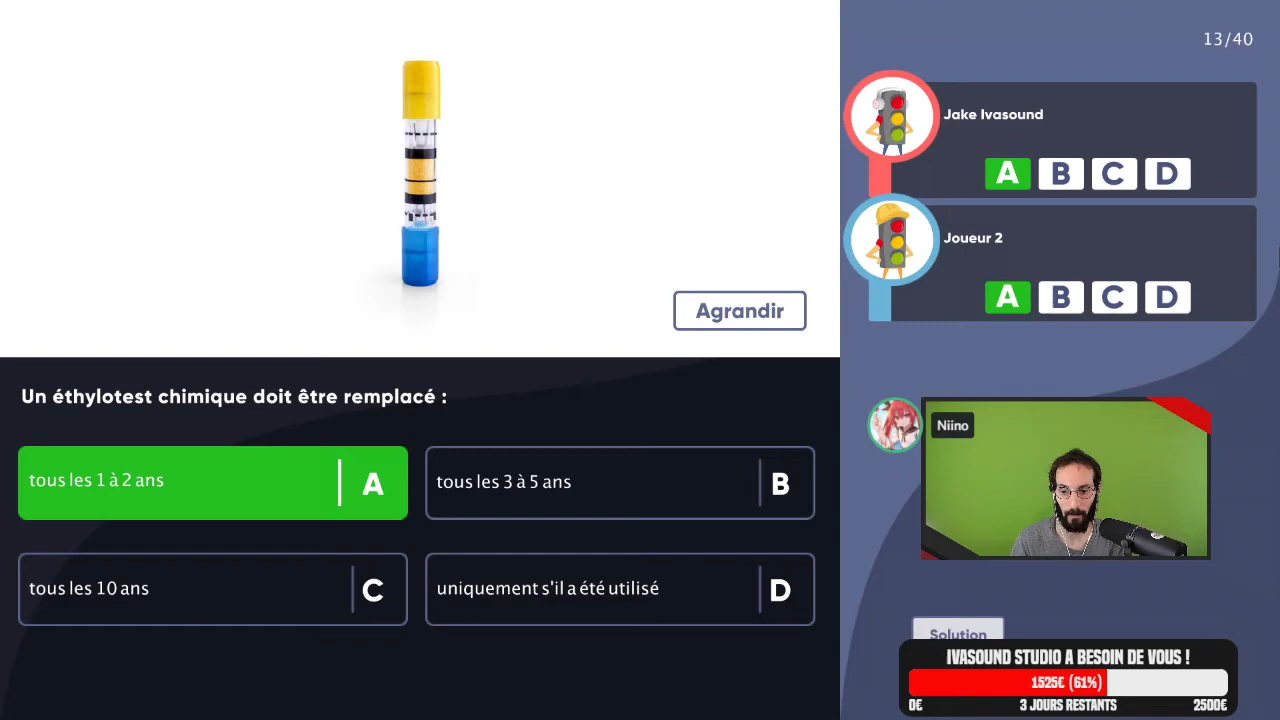 13/40
Jake Ivasound
A B C D
Joueur 2
A B C D
Agrandir
Un éthylotest chimique doit être remplacé :
tous les 1 à 2 ans A
tous les 3 à 5 ans B
tous les 10 ans C
uniquement s'il a été utilisé D
Niino
Solution
IVASOUND STUDIO A BESOIN DE VOUS !
1525€ (61%)
0€ 3 JOURS RESTANTS 2500€